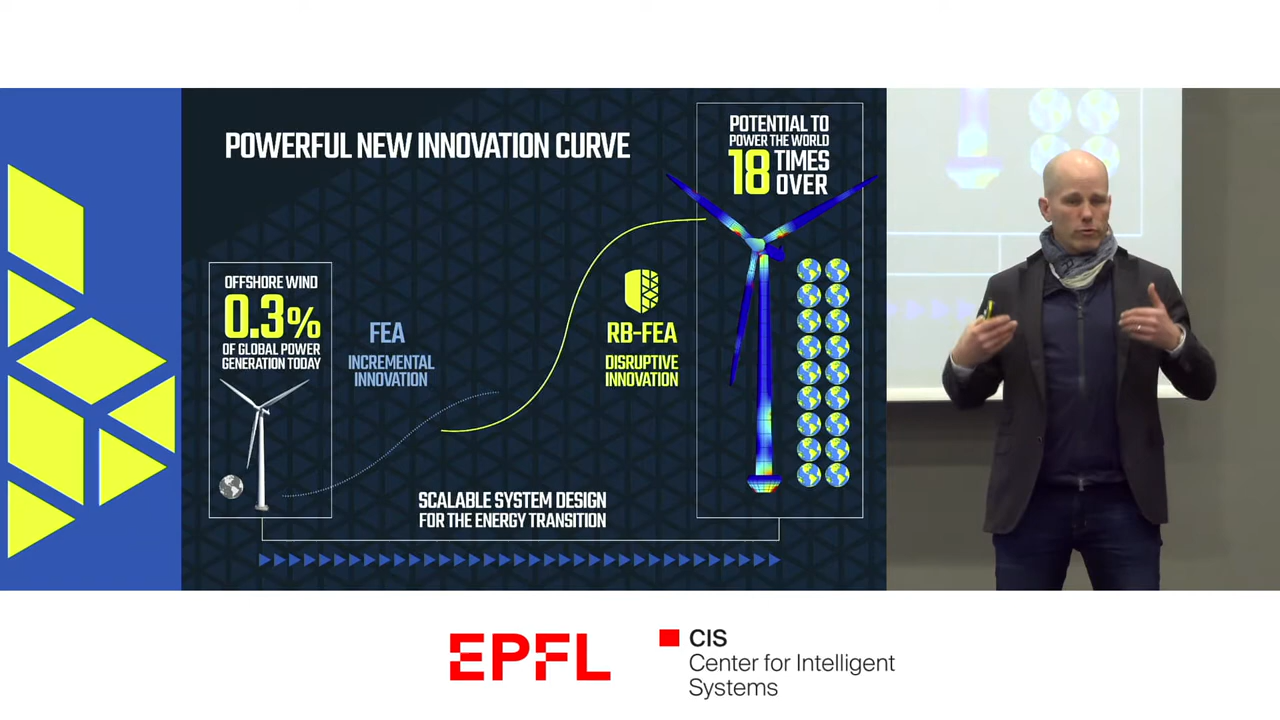 POWERFUL NEW INNOVATION CURVE
OFFSHORE WIND
0.3%
OF GLOBAL POWER
GENERATION TODAY
FEA
INCREMENTAL
INNOVATION
RB-FEA
DISRUPTIVE
INNOVATION
POTENTIAL TO
POWER THE WORLD
18 TIMES
OVER
SCALABLE SYSTEM DESIGN
FOR THE ENERGY TRANSITION
EPFL
CIS
Center for Intelligent
Systems